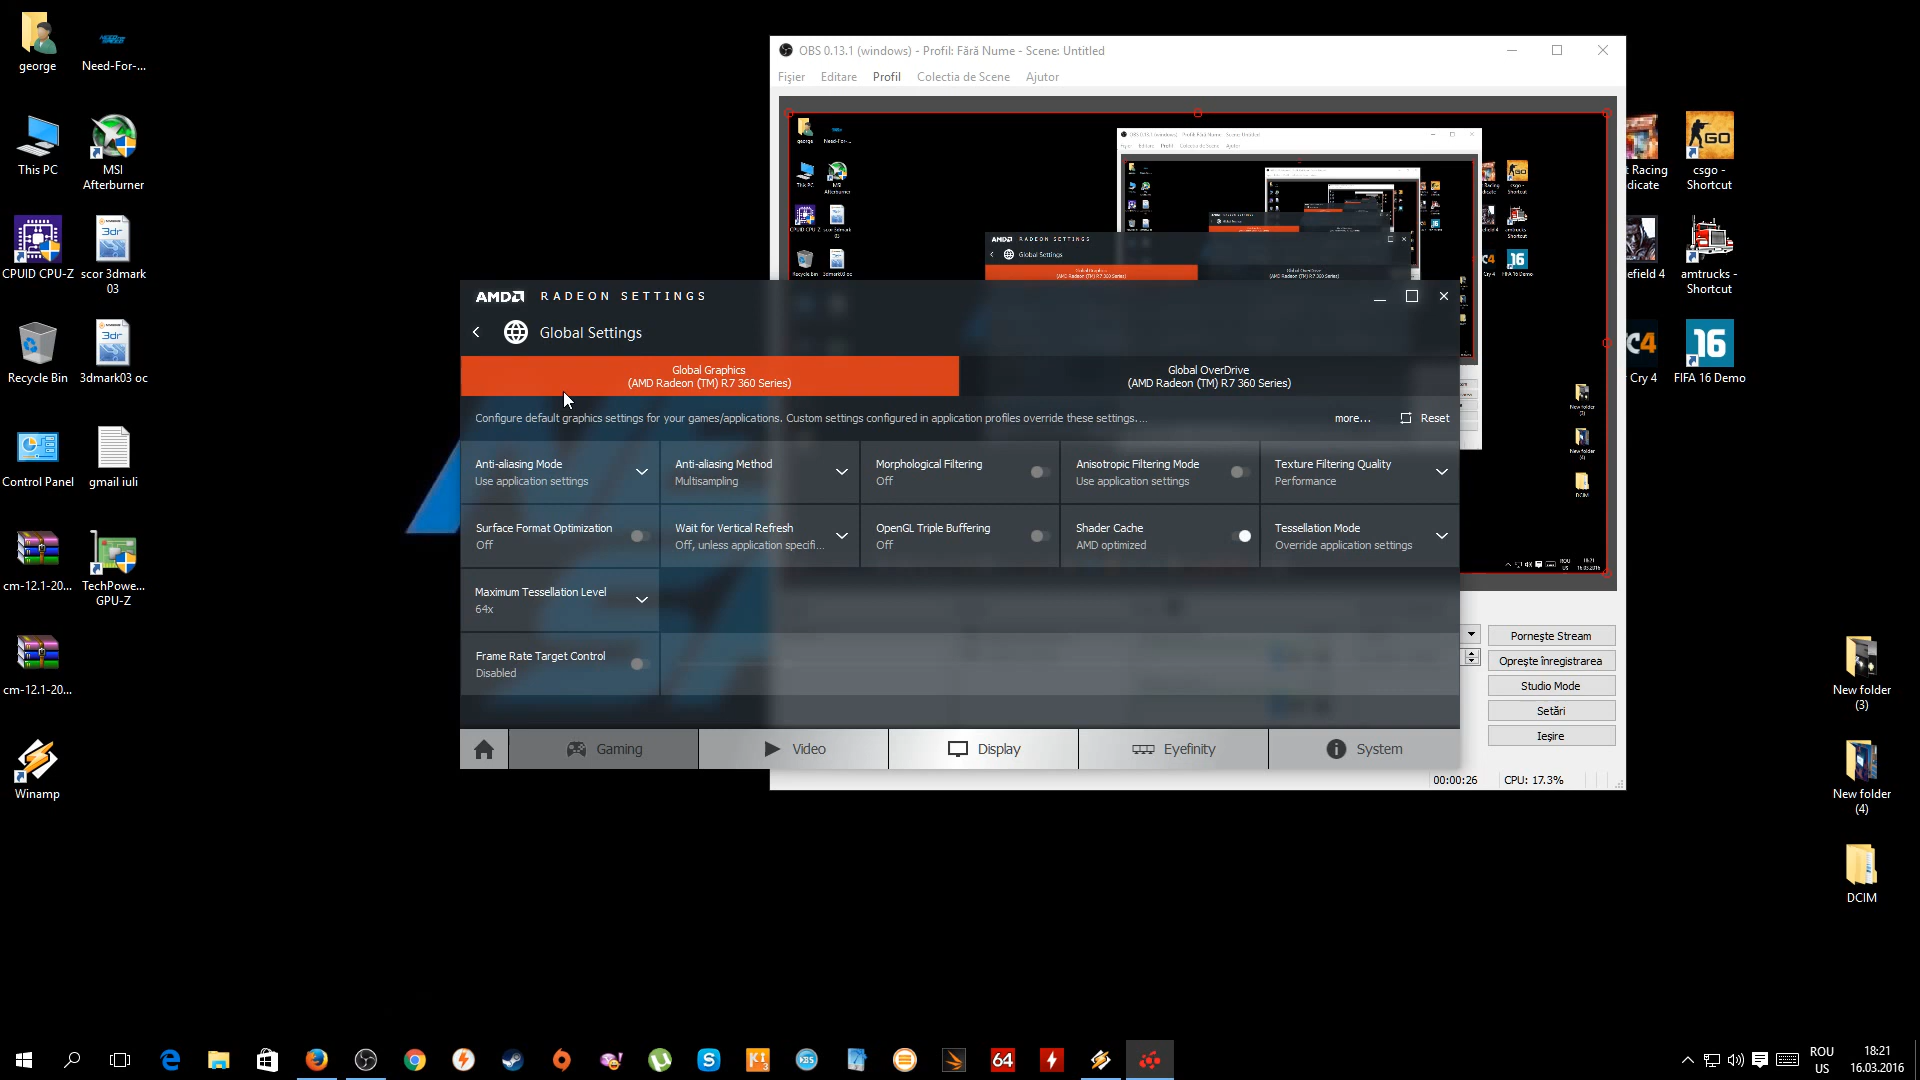 george
Need-For-...
This PC
MSI
Afterburner
CPUID CPU-Z
scor 3dmark
03
Recycle Bin
3dmark03 oc
Control Panel
gmail iuli
cm-12.1-20...
TechPowe...
GPU-Z
cm-12.1-20...
Winamp
OBS 0.13.1 (windows) - Profil: Fără Nume - Scene: Untitled
Fișier
Editare
Profil
Colectia de Scene
Ajutor
AMD RADEON SETTINGS
Global Settings
Global Graphics
(AMD Radeon (TM) R7 360 Series)
Global OverDrive
(AMD Radeon (TM) R7 360 Series)
Configure default graphics settings for your games/applications. Custom settings configured in application profiles override these settings....
more...
Reset
Anti-aliasing Mode
Use application settings
Anti-aliasing Method
Multisampling
Morphological Filtering
Off
Anisotropic Filtering Mode
Use application settings
Texture Filtering Quality
Performance
Surface Format Optimization
Off
Wait for Vertical Refresh
Off, unless application specifi...
OpenGL Triple Buffering
Off
Shader Cache
AMD optimized
Tessellation Mode
Override application settings
Maximum Tessellation Level
64x
Frame Rate Target Control
Disabled
Gaming
Video
Display
Eyefinity
System
Pornește Stream
Oprește înregistrarea
Studio Mode
Setări
Ieșire
00:00:26
CPU: 17.3%
t Racing
dicate
csgo -
Shortcut
efield 4
amtrucks -
Shortcut
Cry 4
FIFA 16 Demo
New folder
(3)
New folder
(4)
DCIM
ROU
US
18:21
16.03.2016